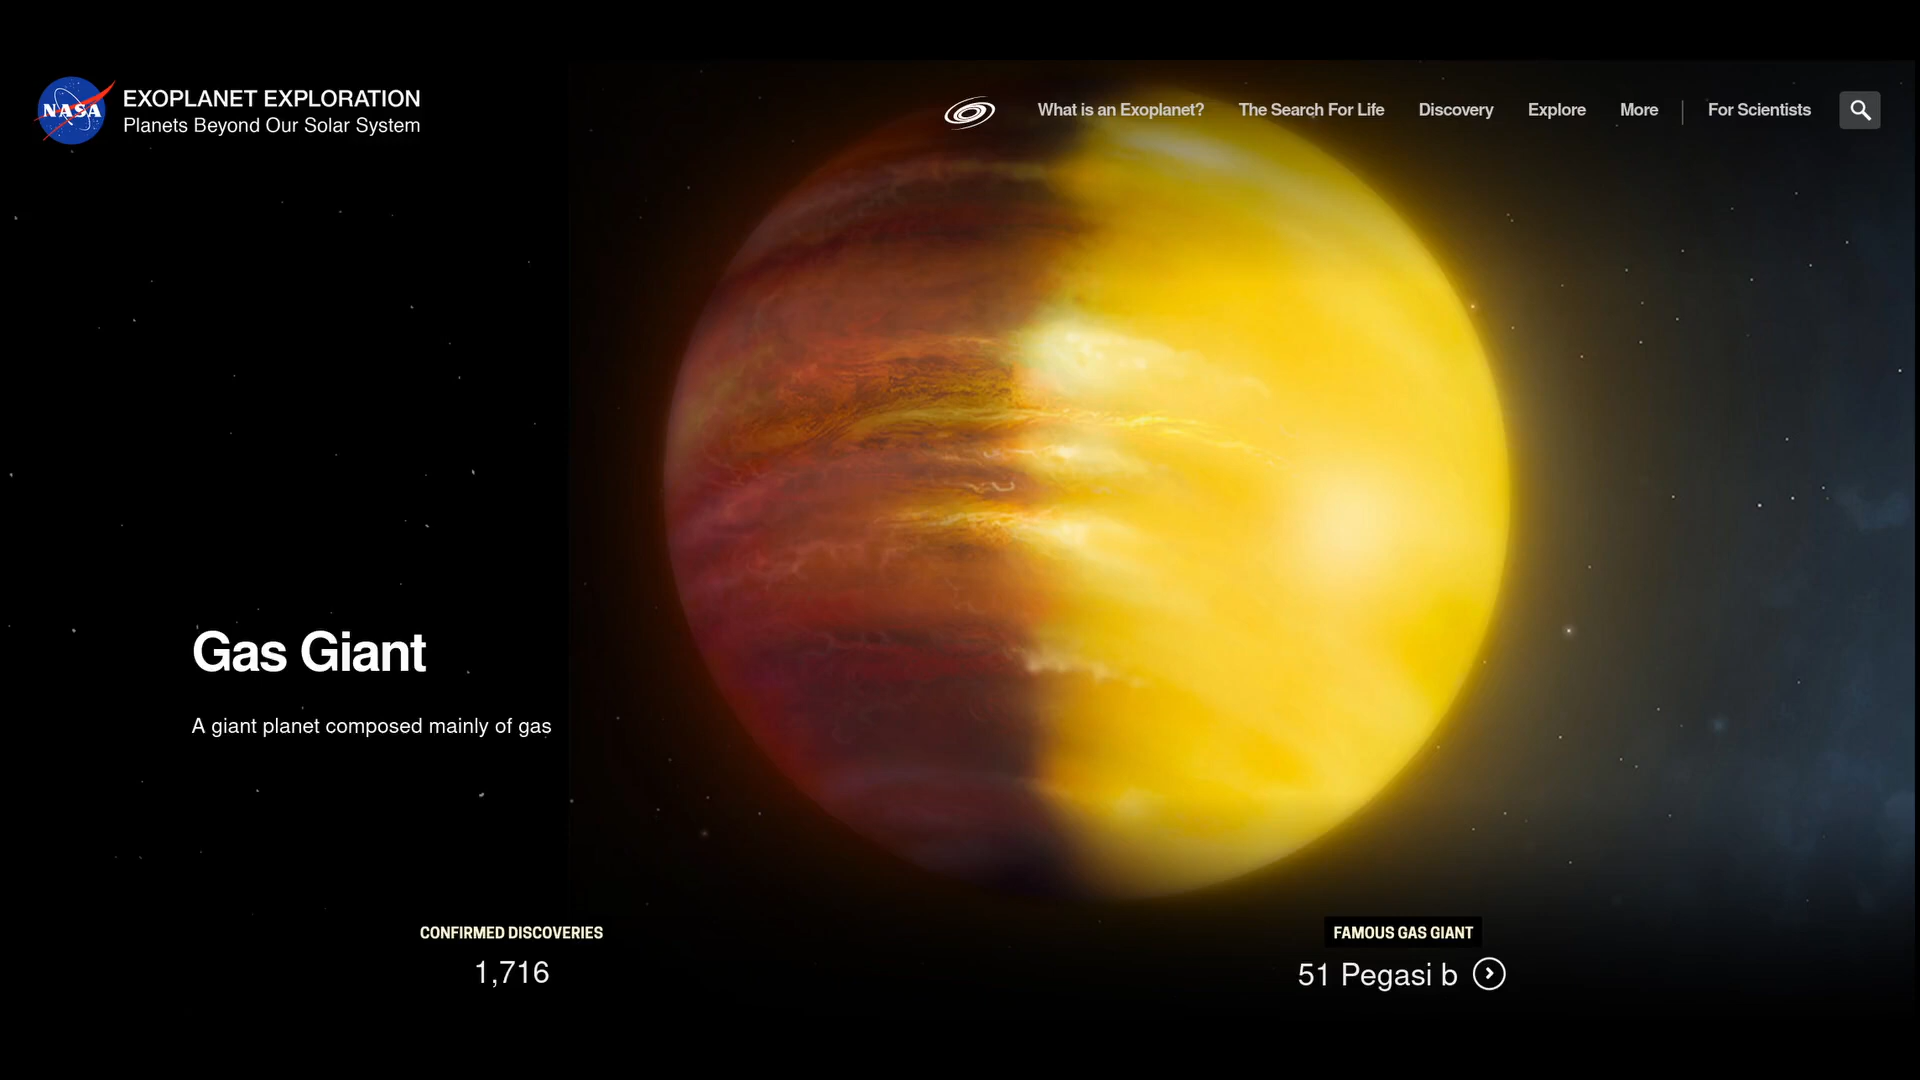 NASA
EXOPLANET EXPLORATION
Planets Beyond Our Solar System
What is an Exoplanet?
The Search For Life
Discovery
Explore
More
For Scientists
Gas Giant
A giant planet composed mainly of gas
CONFIRMED DISCOVERIES
1,716
FAMOUS GAS GIANT
51 Pegasi b